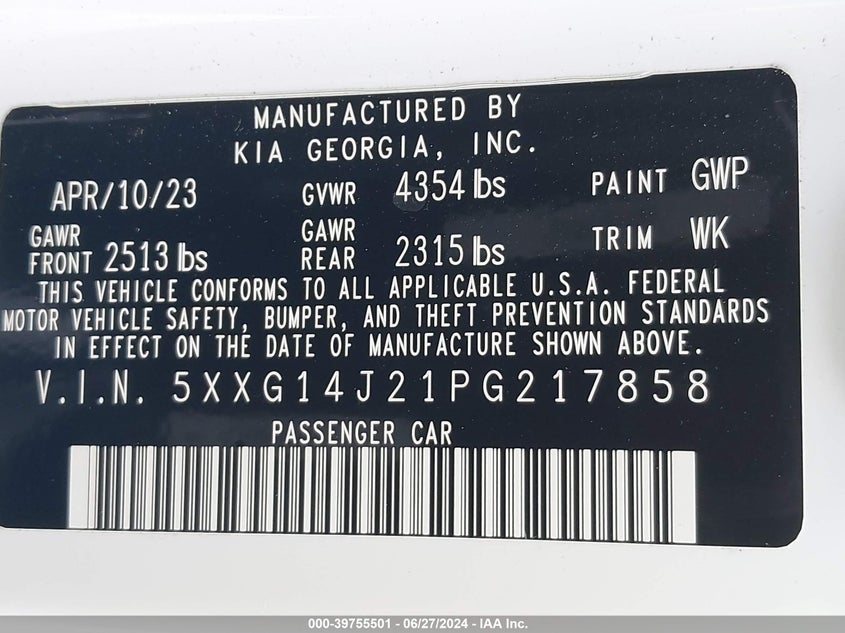 MANUFACTURED BY
KIA GEORGIA, INC.
APR/10/23 GVWR 4354 lbs PAINT GWP
GAWR FRONT 2513 lbs GAWR REAR 2315 lbs TRIM WK
THIS VEHICLE CONFORMS TO ALL APPLICABLE U.S.A. FEDERAL
MOTOR VEHICLE SAFETY, BUMPER, AND THEFT PREVENTION STANDARDS
IN EFFECT ON THE DATE OF MANUFACTURE SHOWN ABOVE.
V.I.N. 5XXG14J21PG217858
PASSENGER CAR
000-39755501 - 06/27/2024 - IAA Inc.